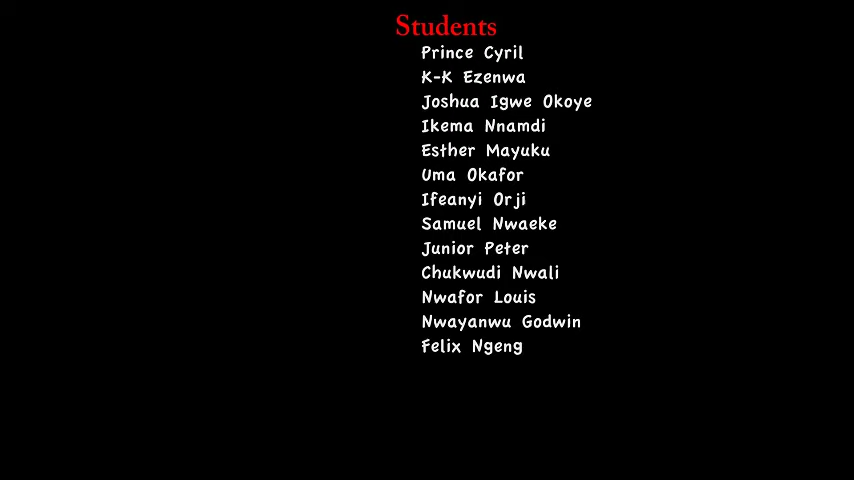 Students
Prince Cyril
K-K Ezenwa
Joshua Igwe Okoye
Ikema Nnamdi
Esther Mayuku
Uma Okafor
Ifeanyi Orji
Samuel Nwaeke
Junior Peter
Chukwudi Nwali
Nwafor Louis
Nwayanwu Godwin
Felix Ngeng